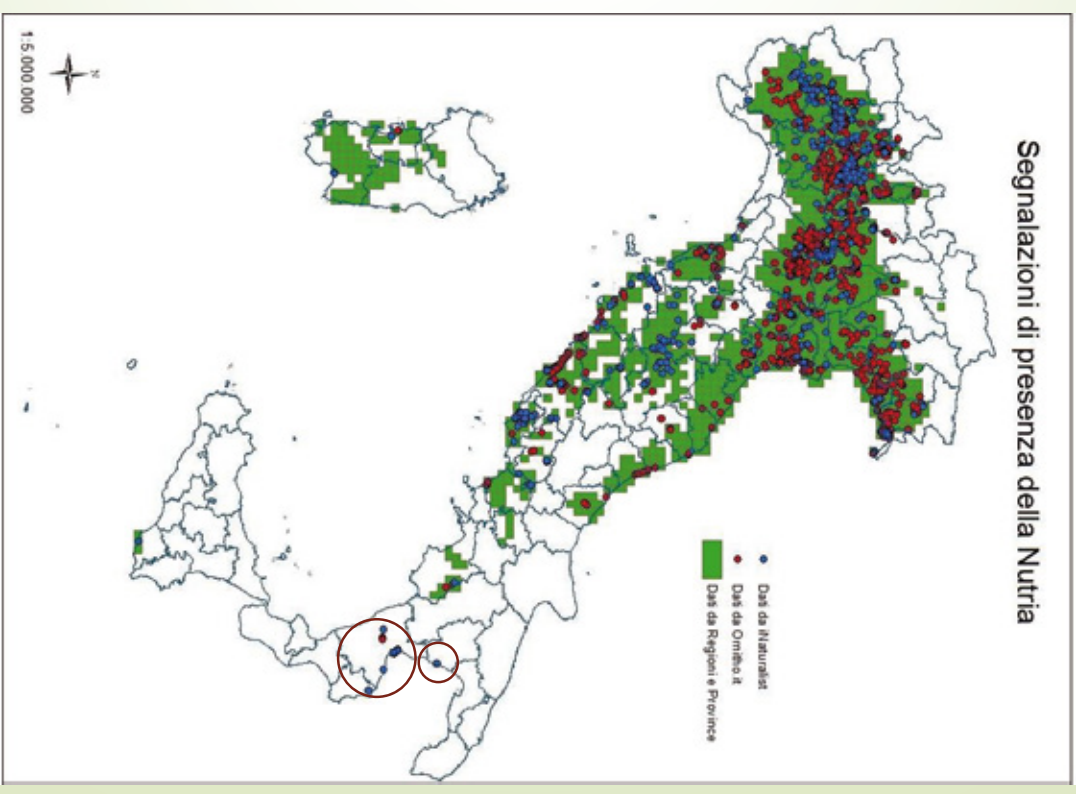 Segnalazioni di presenza della Nutria
Dati da iNaturalist
Dati da Ornitho.it
Dati da Regioni e Province
N
1:5.000.000